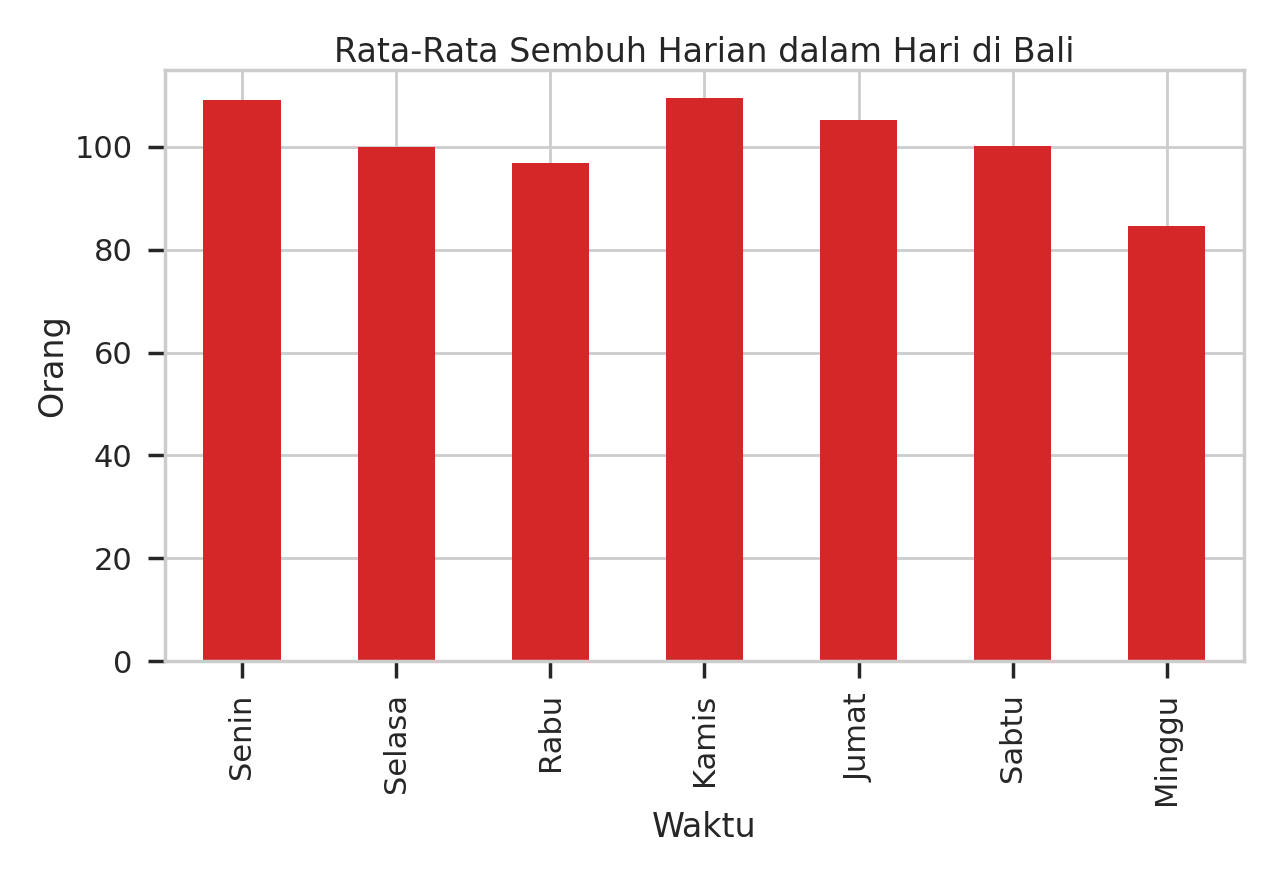 Rata-Rata Sembuh Harian dalam Hari di Bali
Orang
100
80
60
40
20
0
Senin
Selasa
Rabu
Kamis
Jumat
Sabtu
Minggu
Waktu